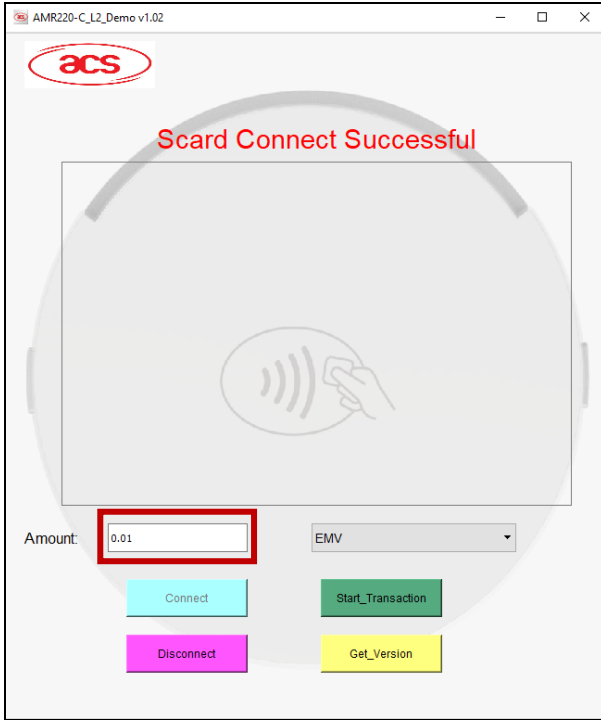 AMR220-C_L2_Demo v1.02
acs
Scard Connect Successful
Amount: 0.01 EMV
Connect Start_Transaction
Disconnect Get_Version